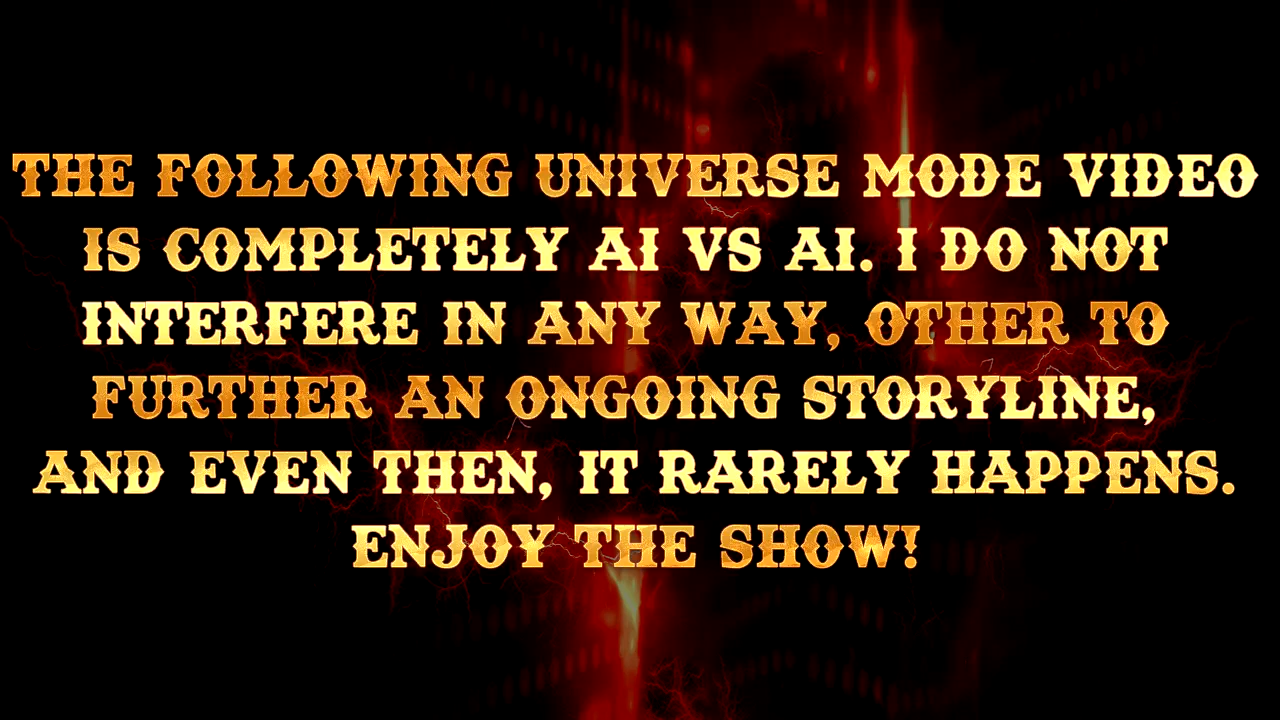 THE FOLLOWING UNIVERSE MODE VIDEO
IS COMPLETELY AI VS AI. I DO NOT
INTERFERE IN ANY WAY, OTHER TO
FURTHER AN ONGOING STORYLINE,
AND EVEN THEN, IT RARELY HAPPENS.
ENJOY THE SHOW!